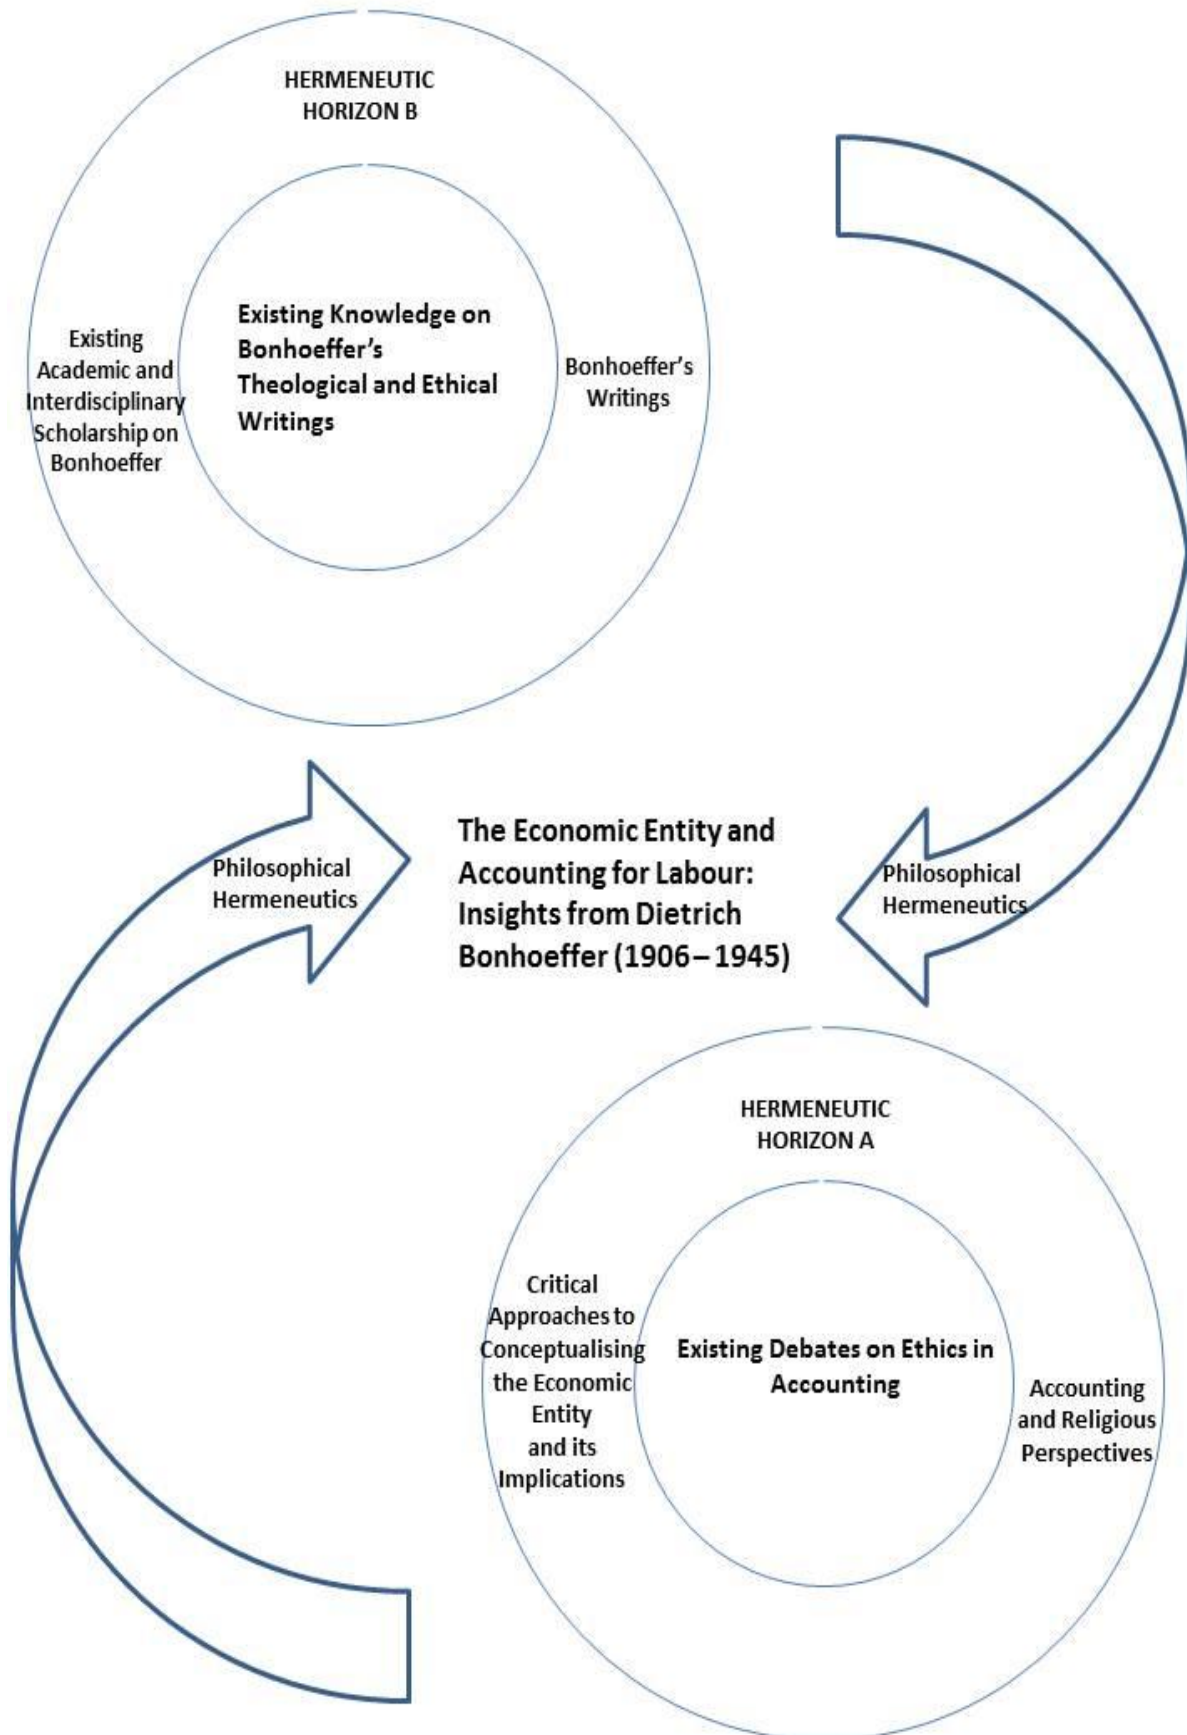 HERMENEUTIC
HORIZON B
Existing Knowledge on
Bonhoeffer’s
Theological and Ethical
Writings
Existing
Academic and
Interdisciplinary
Scholarship on
Bonhoeffer
Bonhoeffer’s
Writings
Philosophical
Hermeneutics
The Economic Entity and
Accounting for Labour:
Insights from Dietrich
Bonhoeffer (1906–1945)
Philosophical
Hermeneutics
HERMENEUTIC
HORIZON A
Critical
Approaches to
Conceptualising
the Economic
Entity
and its
Implications
Existing Debates on Ethics in
Accounting
Accounting
and Religious
Perspectives